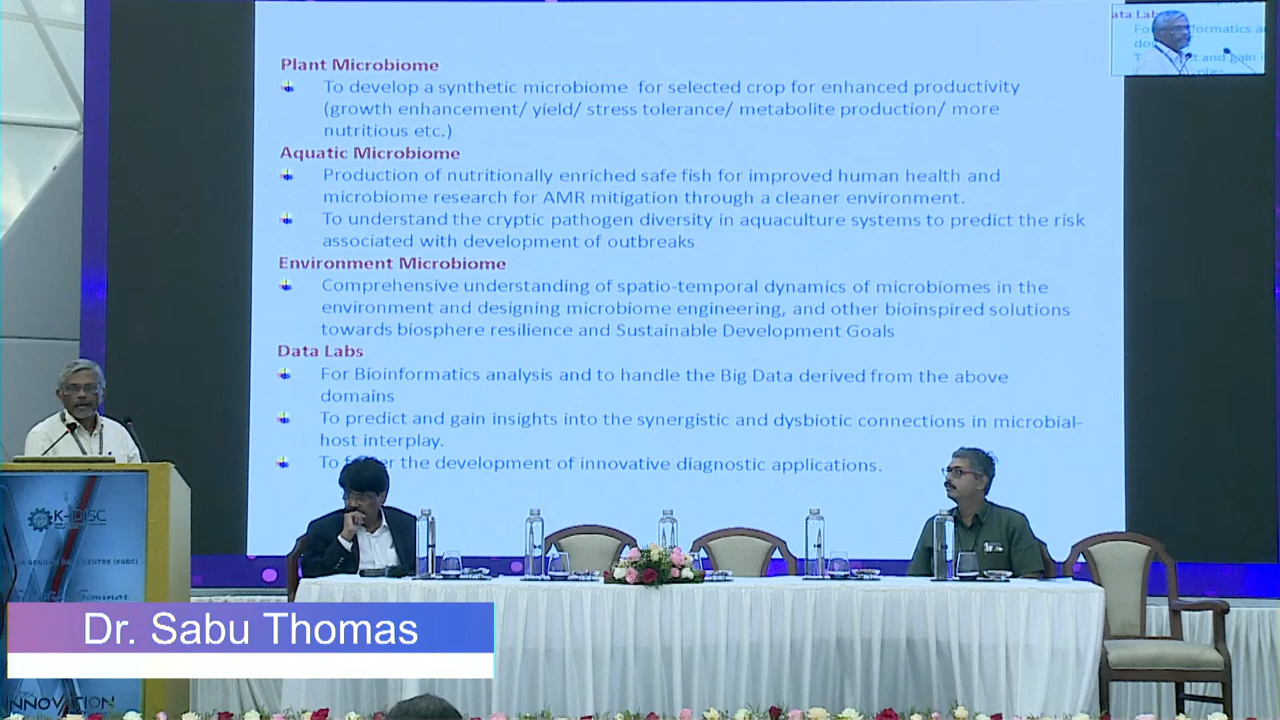 Plant Microbiome
To develop a synthetic microbiome for selected crop for enhanced productivity
(growth enhancement/ yield/ stress tolerance/ metabolite production/ more
nutritious etc.)
Aquatic Microbiome
Production of nutritionally enriched safe fish for improved human health and
microbiome research for AMR mitigation through a cleaner environment.
To understand the cryptic pathogen diversity in aquaculture systems to predict the risk
associated with development of outbreaks
Environment Microbiome
Comprehensive understanding of spatio-temporal dynamics of microbiomes in the
environment and designing microbiome engineering, and other bioinspired solutions
towards biosphere resilience and Sustainable Development Goals
Data Labs
For Bioinformatics analysis and to handle the Big Data derived from the above
domains
To predict and gain insights into the synergistic and dysbiotic connections in microbial-
host interplay.
To the development of innovative diagnostic applications.
ata Lab
formatics a
t and gain i
K-DISC
Dr. Sabu Thomas
INNOVATION